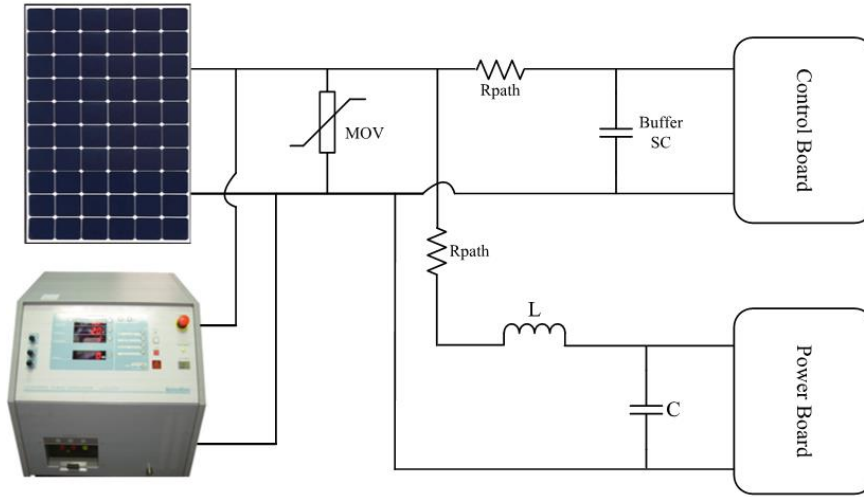 Rpath
MOV
Buffer
SC
Control Board
Rpath
L
C
Power Board